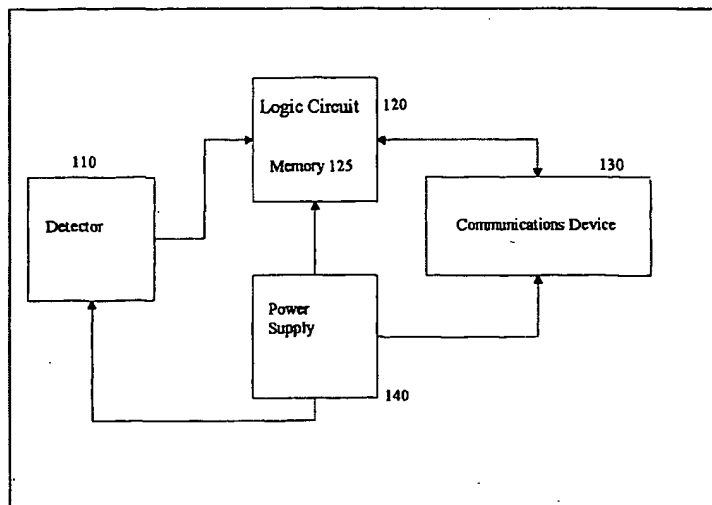 Logic Circuit
120
Memory 125
110
Detector
130
Communications Device
Power
Supply
140